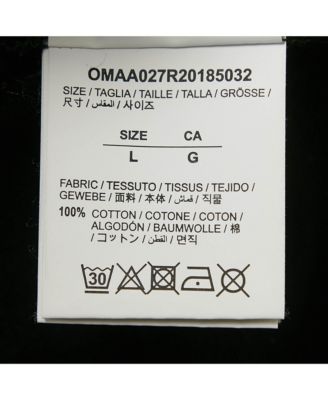 OMAA027R20185032
SIZE / TAGLIA / TAILLE / TALLA / GRÖSSE /
尺寸 / المقاس / 사이즈
SIZE CA
L G
FABRIC / TESSUTO / TISSUS / TEJIDO /
GEWEBE / 面料 / 本体 / قماش / 직물
100% COTTON / COTONE / COTON /
ALGODÓN / BAUMWOLLE / 棉
/ コットン / القطن / 면직
30